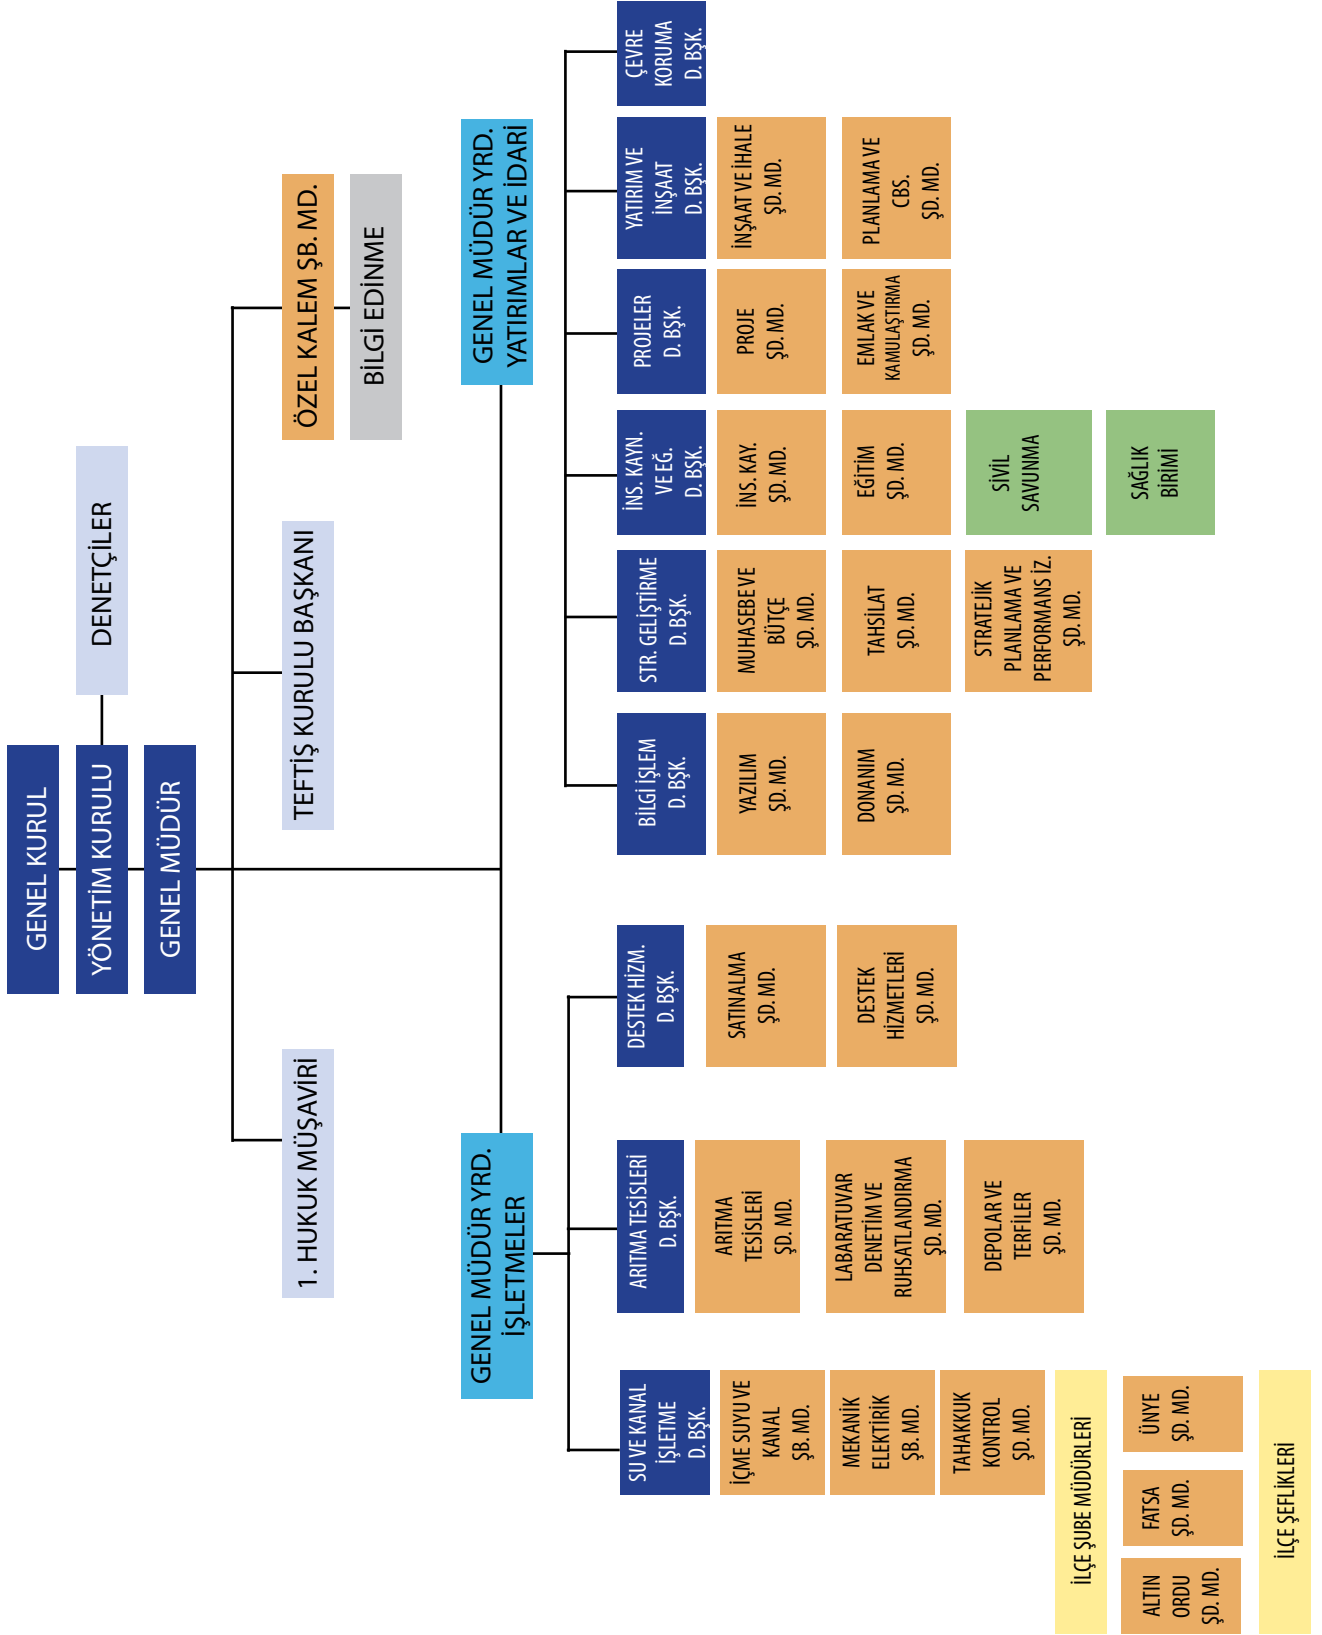 GENEL KURUL
YÖNETİM KURULU
DENETÇİLER
GENEL MÜDÜR
1. HUKUK MÜŞAVİRİ
TEFTİŞ KURULU BAŞKANI
ÖZEL KALEM ŞB. MD.
BİLGİ EDİNME
GENEL MÜDÜR YRD.
İŞLETMELER
GENEL MÜDÜR YRD.
YATIRIMLAR VE İDARİ
SU VE KANAL
İŞLETME
D. BŞK.
İÇME SUYU VE
KANAL
ŞB. MD.
MEKANİK
ELEKTİRİK
ŞB. MD.
TAHAKKUK
KONTROL
ŞD. MD.
İLÇE ŞUBE MÜDÜRLERİ
ALTIN
ORDU
ŞD. MD.
FATSA
ŞD. MD.
ÜNYE
ŞD. MD.
İLÇE ŞEFLİKLERİ
ARITMA TESİSLERİ
D. BŞK.
ARITMA
TESİSLERİ
ŞD. MD.
LABARATUVAR
DENETİM VE
RUHSATLANDIRMA
ŞD. MD.
DEPOLAR VE
TERFİLER
ŞD. MD.
DESTEK HİZM.
D. BŞK.
SATINALMA
ŞD. MD.
DESTEK
HİZMETLERİ
ŞD. MD.
BİLGİ İŞLEM
D. BŞK.
YAZILIM
ŞD. MD.
DONANIM
ŞD. MD.
STR. GELİŞTİRME
D. BŞK.
MUHASEBE VE
BÜTÇE
ŞD. MD.
TAHSİLAT
ŞD. MD.
STRATEJİK
PLANLAMA VE
PERFORMANS İZ.
ŞD. MD.
İNS. KAYN.
VE EĞ.
D. BŞK.
İNS. KAY.
ŞD. MD.
EĞİTİM
ŞD. MD.
SİVİL
SAVUNMA
SAĞLIK
BİRİMİ
PROJELER
D. BŞK.
PROJE
ŞD. MD.
EMLAK VE
KAMULAŞTIRMA
ŞD. MD.
YATIRIM VE
İNŞAAT
D. BŞK.
İNŞAAT VE İHALE
ŞD. MD.
PLANLAMA VE
CBS.
ŞD. MD.
ÇEVRE
KORUMA
D. BŞK.